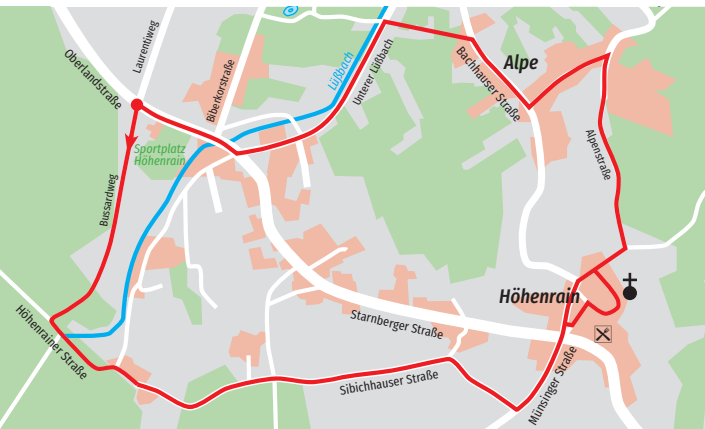 Laurentiweg
Oberlandstraße
Biberkorstraße
Lüßbach
Unterer Lüßbach
Bachhauser Straße
Alpe
Sportplatz
Höhenrain
Bussardweg
Alpenstraße
Höhenrain
Höhenrainer Straße
Starnberger Straße
Sibichhauser Straße
Münsinger Straße